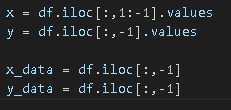 x = df.iloc[:,1:-1].values
y = df.iloc[:,-1].values
x_data = df.iloc[:,-1]
y_data = df.iloc[:,-1]